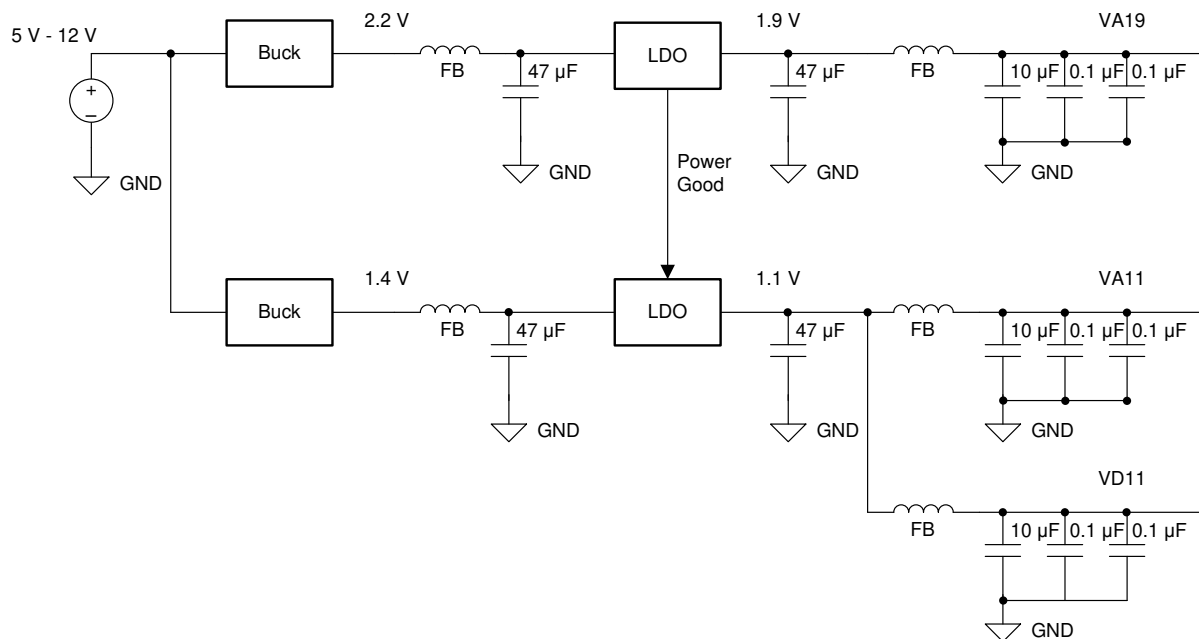 5 V - 12 V
2.2 V
1.9 V
VA19
Buck
FB
47 µF
LDO
47 µF
FB
10 µF
0.1 µF
0.1 µF
+
−
GND
GND
GND
GND
Power
Good
1.4 V
1.1 V
VA11
Buck
FB
47 µF
LDO
47 µF
FB
10 µF
0.1 µF
0.1 µF
GND
GND
GND
VD11
FB
10 µF
0.1 µF
0.1 µF
GND